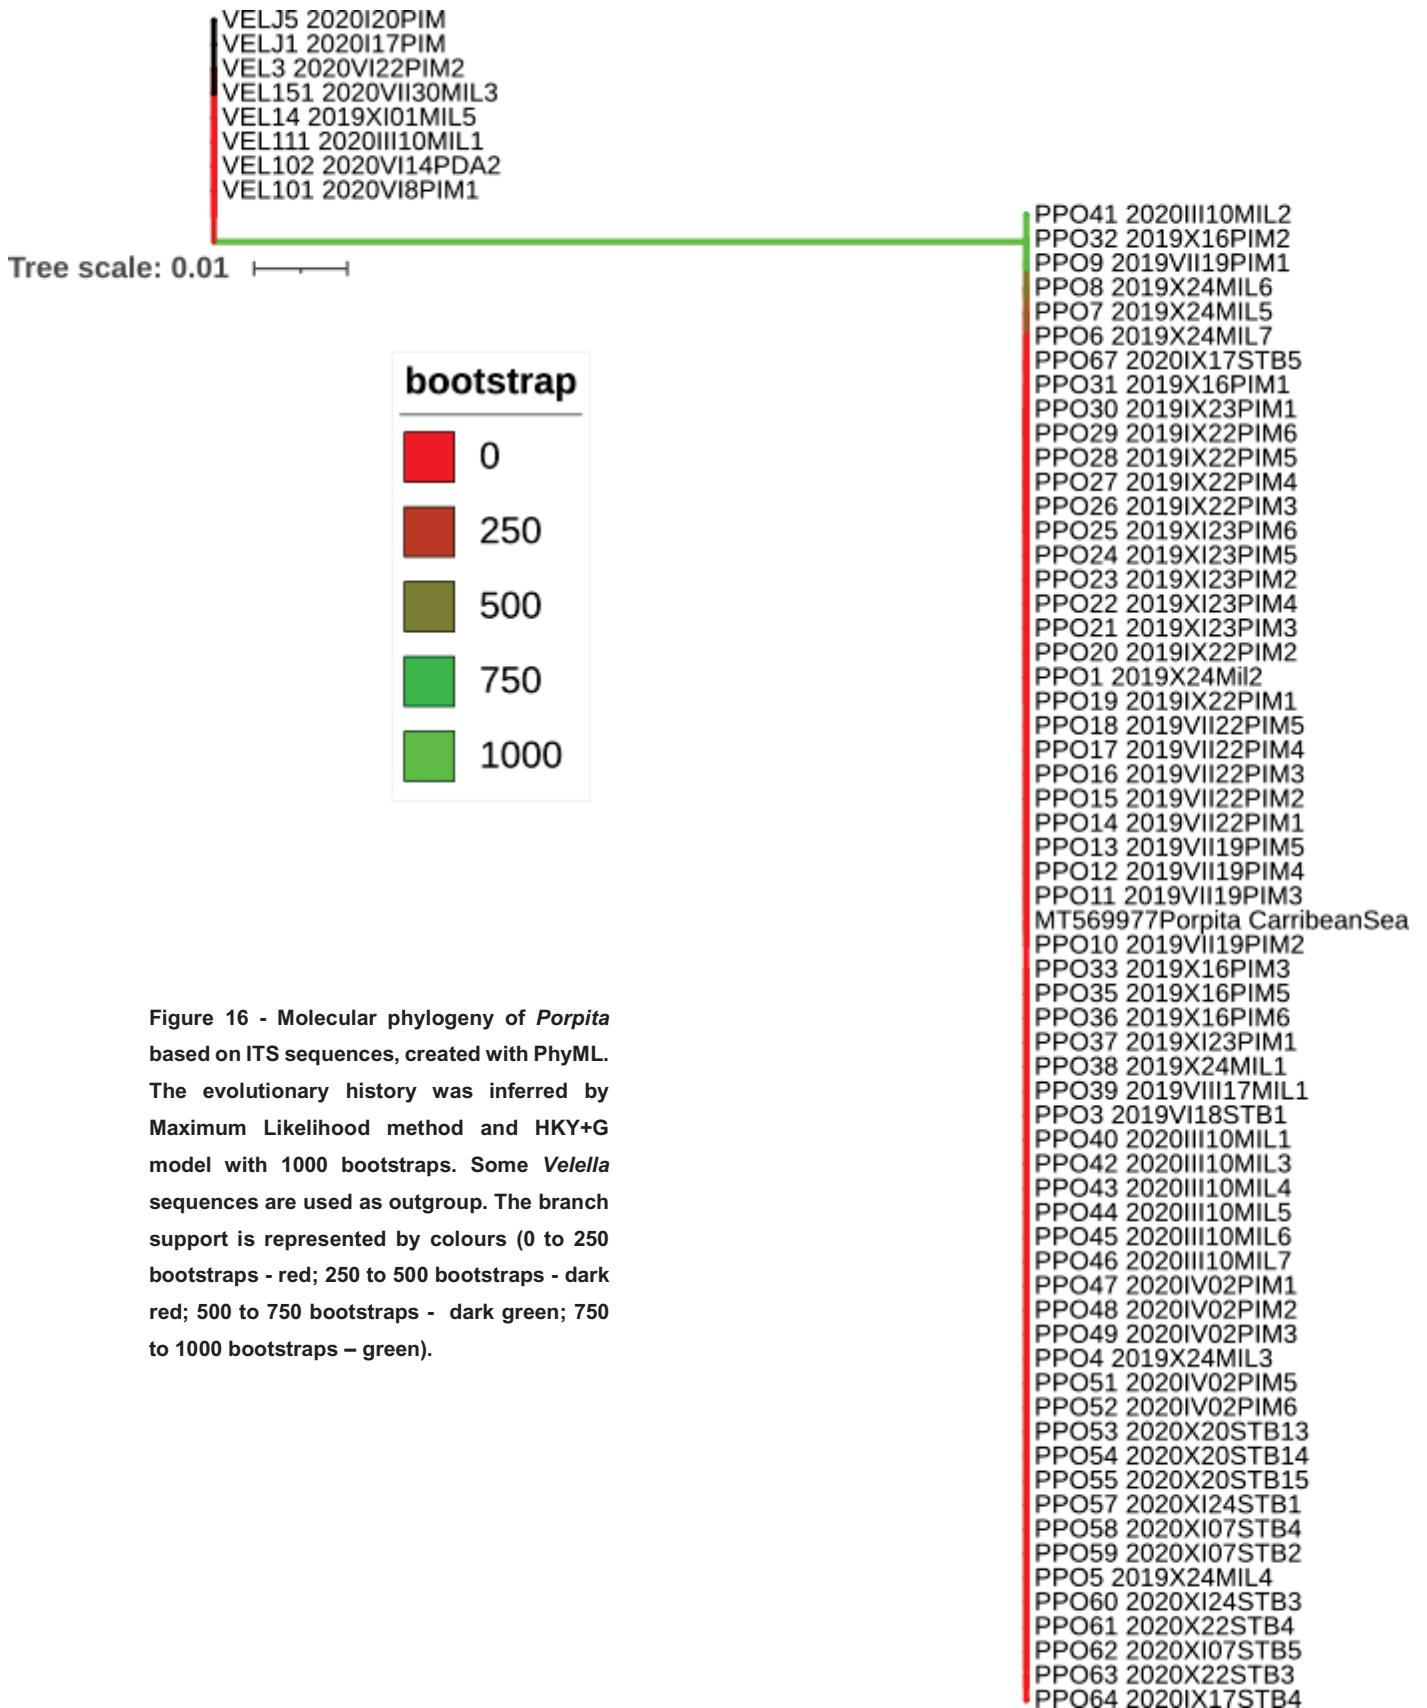 VELJ5 2020I20PIM
VELJ1 2020I17PIM
VEL3 2020VI22PIM2
VEL151 2020VII30MIL3
VEL14 2019XI01MIL5
VEL111 2020III10MIL1
VEL102 2020VI14PDA2
VEL101 2020VI8PIM1
Tree scale: 0.01
bootstrap
0
250
500
750
1000
Figure 16 - Molecular phylogeny of Porpita
based on ITS sequences, created with PhyML.
The evolutionary history was inferred by
Maximum Likelihood method and HKY+G
model with 1000 bootstraps. Some Velella
sequences are used as outgroup. The branch
support is represented by colours (0 to 250
bootstraps - red; 250 to 500 bootstraps - dark
red; 500 to 750 bootstraps - dark green; 750
to 1000 bootstraps – green).
PPO41 2020III10MIL2
PPO32 2019X16PIM2
PPO9 2019VII19PIM1
PPO8 2019X24MIL6
PPO7 2019X24MIL5
PPO6 2019X24MIL7
PPO67 2020IX17STB5
PPO31 2019X16PIM1
PPO30 2019IX23PIM1
PPO29 2019IX22PIM6
PPO28 2019IX22PIM5
PPO27 2019IX22PIM4
PPO26 2019IX22PIM3
PPO25 2019XI23PIM6
PPO24 2019XI23PIM5
PPO23 2019XI23PIM2
PPO22 2019XI23PIM4
PPO21 2019XI23PIM3
PPO20 2019IX22PIM2
PPO1 2019X24Mil2
PPO19 2019IX22PIM1
PPO18 2019VII22PIM5
PPO17 2019VII22PIM4
PPO16 2019VII22PIM3
PPO15 2019VII22PIM2
PPO14 2019VII22PIM1
PPO13 2019VII19PIM5
PPO12 2019VII19PIM4
PPO11 2019VII19PIM3
MT569977Porpita CarribeanSea
PPO10 2019VII19PIM2
PPO33 2019X16PIM3
PPO35 2019X16PIM5
PPO36 2019X16PIM6
PPO37 2019XI23PIM1
PPO38 2019X24MIL1
PPO39 2019VIII17MIL1
PPO3 2019VI18STB1
PPO40 2020III10MIL1
PPO42 2020III10MIL3
PPO43 2020III10MIL4
PPO44 2020III10MIL5
PPO45 2020III10MIL6
PPO46 2020III10MIL7
PPO47 2020IV02PIM1
PPO48 2020IV02PIM2
PPO49 2020IV02PIM3
PPO4 2019X24MIL3
PPO51 2020IV02PIM5
PPO52 2020IV02PIM6
PPO53 2020X20STB13
PPO54 2020X20STB14
PPO55 2020X20STB15
PPO57 2020XI24STB1
PPO58 2020XI07STB4
PPO59 2020XI07STB2
PPO5 2019X24MIL4
PPO60 2020XI24STB3
PPO61 2020X22STB4
PPO62 2020XI07STB5
PPO63 2020X22STB3
PPO64 2020IX17STB4